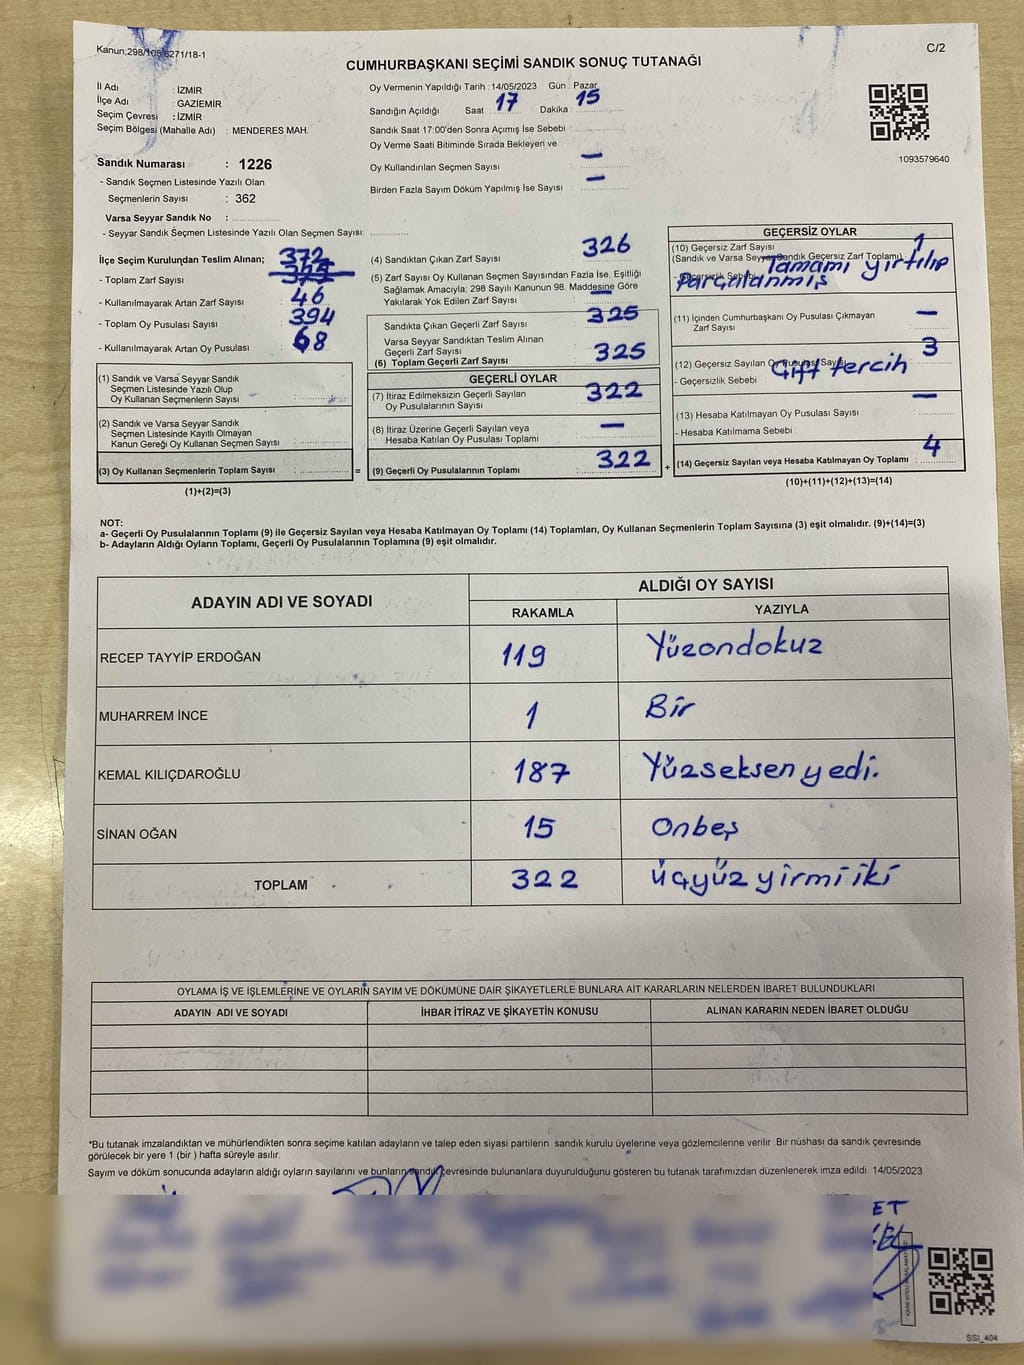 Kanun;298/105,6271/18-1
C/2
CUMHURBAŞKANI SEÇİMİ SANDIK SONUÇ TUTANAĞI
İl Adı : İZMİR
İlçe Adı : GAZİEMİR
Seçim Çevresi : İZMİR
Seçim Bölgesi (Mahalle Adı) : MENDERES MAH.
Sandık Numarası : 1226
- Sandık Seçmen Listesinde Yazılı Olan
Seçmenlerin Sayısı : 362
Varsa Seyyar Sandık No :
- Seyyar Sandık Seçmen Listesinde Yazılı Olan Seçmen Sayısı:
Oy Vermenin Yapıldığı Tarih : 14/05/2023 Gün : Pazar
Sandığın Açıldığı Saat 17 Dakika 15
Sandık Saat 17:00'den Sonra Açımış İse Sebebi :
Oy Verme Saati Bitiminde Sırada Bekleyen ve
Oy Kullandırılan Seçmen Sayısı : —
Birden Fazla Sayım Döküm Yapılmış İse Sayısı : —
1093579640
İlçe Seçim Kurulundan Teslim Alınan; 372
- Toplam Zarf Sayısı
- Kullanılmayarak Artan Zarf Sayısı : 46
- Toplam Oy Pusulası Sayısı : 394
- Kullanılmayarak Artan Oy Pusulası : 68
(1) Sandık ve Varsa Seyyar Sandık
Seçmen Listesinde Yazılı Olup
Oy Kullanan Seçmenlerin Sayısı :
(2) Sandık ve Varsa Seyyar Sandık
Seçmen Listesinde Kayıtlı Olmayan
Kanun Gereği Oy Kullanan Seçmen Sayısı :
(3) Oy Kullanan Seçmenlerin Toplam Sayısı : =
(1)+(2)=(3)
(4) Sandıktan Çıkan Zarf Sayısı : 326
(5) Zarf Sayısı Oy Kullanan Seçmen Sayısından Fazla İse, Eşitliği
Sağlamak Amacıyla; 298 Sayılı Kanunun 98. Maddesine Göre
Yakılarak Yok Edilen Zarf Sayısı : —
Sandıkta Çıkan Geçerli Zarf Sayısı : 325
Varsa Seyyar Sandıktan Teslim Alınan
Geçerli Zarf Sayısı
(6) Toplam Geçerli Zarf Sayısı : 325
GEÇERLİ OYLAR
(7) İtiraz Edilmeksizin Geçerli Sayılan
Oy Pusulalarının Sayısı : 322
(8) İtiraz Üzerine Geçerli Sayılan veya
Hesaba Katılan Oy Pusulası Toplamı : —
(9) Geçerli Oy Pusulalarının Toplamı : 322 +
GEÇERSİZ OYLAR
(10) Geçersiz Zarf Sayısı 1
(Sandık ve Varsa Seyyar Sandık Geçersiz Zarf Toplamı)
- Geçersizlik Sebebi Tamamı yırtılıp
Parçalanmış
(11) İçinden Cumhurbaşkanı Oy Pusulası Çıkmayan
Zarf Sayısı : —
(12) Geçersiz Sayılan Oy Pusulası Sayısı 3
- Geçersizlik Sebebi : Çift tercih
(13) Hesaba Katılmayan Oy Pusulası Sayısı : —
- Hesaba Katılmama Sebebi :
(14) Geçersiz Sayılan veya Hesaba Katılmayan Oy Toplamı : 4
(10)+(11)+(12)+(13)=(14)
NOT:
a- Geçerli Oy Pusulalarının Toplamı (9) ile Geçersiz Sayılan veya Hesaba Katılmayan Oy Toplamı (14) Toplamları, Oy Kullanan Seçmenlerin Toplam Sayısına (3) eşit olmalıdır. (9)+(14)=(3)
b- Adayların Aldığı Oyların Toplamı, Geçerli Oy Pusulalarının Toplamına (9) eşit olmalıdır.
ADAYIN ADI VE SOYADI
ALDIĞI OY SAYISI
RAKAMLA YAZIYLA
RECEP TAYYİP ERDOĞAN 119 Yüzondokuz
MUHARREM İNCE 1 Bir
KEMAL KILIÇDAROĞLU 187 Yüzseksenyedi.
SİNAN OĞAN 15 Onbeş
TOPLAM 322 üçyüzyirmiiki
OYLAMA İŞ VE İŞLEMLERİNE VE OYLARIN SAYIM VE DÖKÜMÜNE DAİR ŞİKAYETLERLE BUNLARA AİT KARARLARIN NELERDEN İBARET BULUNDUKLARI
ADAYIN ADI VE SOYADI İHBAR İTİRAZ VE ŞİKAYETİN KONUSU ALINAN KARARIN NEDEN İBARET OLDUĞU
*Bu tutanak imzalandıktan ve mühürlendikten sonra seçime katılan adayların ve talep eden siyasi partilerin sandık kurulu üyelerine veya gözlemcilerine verilir .Bir nüshası da sandık çevresinde
görülecek bir yere 1 (bir ) hafta süreyle asılır.
Sayım ve döküm sonucunda adayların aldığı oyların sayılarını ve bunların sandık çevresinde bulunanlara duyurulduğunu gösteren bu tutanak tarafımızdan düzenlenerek imza edildi 14/05/2023
ET
SSI_404